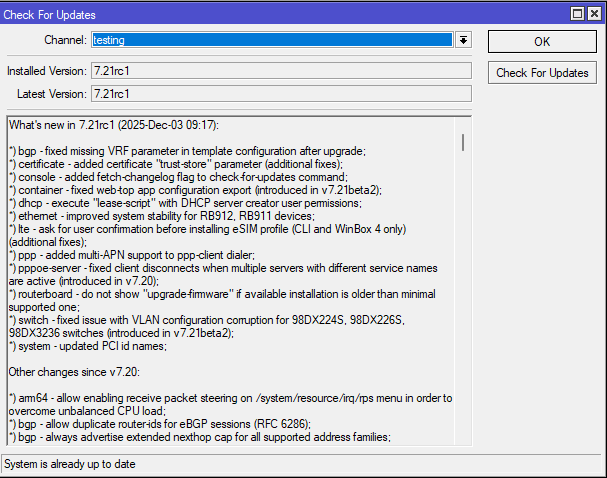 Check For Updates
Channel: testing
OK
Installed Version: 7.21rc1
Check For Updates
Latest Version: 7.21rc1
What's new in 7.21rc1 (2025-Dec-03 09:17):
*) bgp - fixed missing VRF parameter in template configuration after upgrade;
*) certificate - added certificate "trust-store" parameter (additional fixes);
*) console - added fetch-changelog flag to check-for-updates command;
*) container - fixed web-top app configuration export (introduced in v7.21beta2);
*) dhcp - execute "lease-script" with DHCP server creator user permissions;
*) ethernet - improved system stability for RB912, RB911 devices;
*) lte - ask for user confirmation before installing eSIM profile (CLI and WinBox 4 only)
(additional fixes);
*) ppp - added multi-APN support to ppp-client dialer;
*) pppoe-server - fixed client disconnects when multiple servers with different service names
are active (introduced in v7.20);
*) routerboard - do not show "upgrade-firmware" if available installation is older than minimal
supported one;
*) switch - fixed issue with VLAN configuration corruption for 98DX224S, 98DX226S,
98DX3236 switches (introduced in v7.21beta2);
*) system - updated PCI id names;
Other changes since v7.20:
*) arm64 - allow enabling receive packet steering on /system/resource/irq/rps menu in order to
overcome unbalanced CPU load;
*) bgp - allow duplicate router-ids for eBGP sessions (RFC 6286);
*) bgp - always advertise extended nexthop cap for all supported address families;
System is already up to date